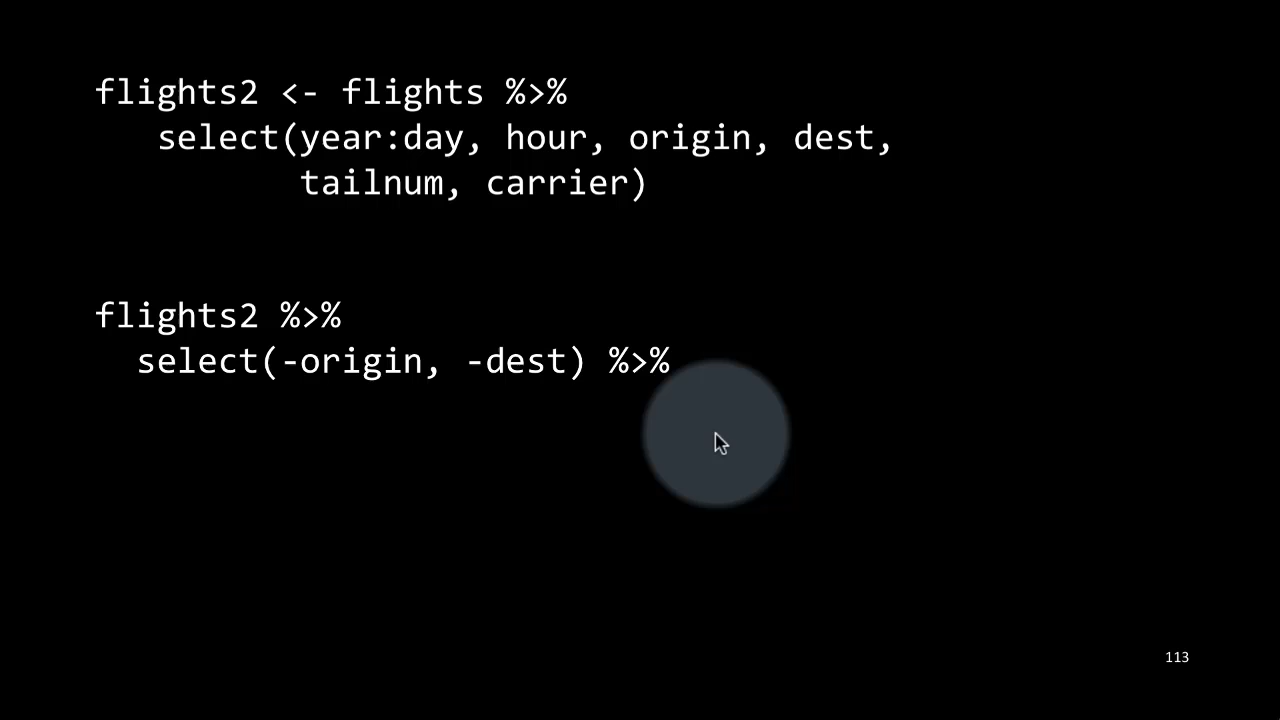 flights2 <- flights %>%
select(year:day, hour, origin, dest,
tailnum, carrier)
flights2 %>%
select(-origin, -dest) %>%
113